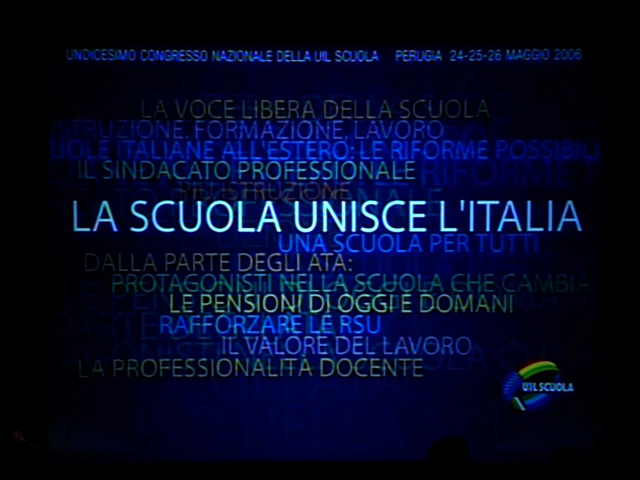 UNDICESIMO CONGRESSO NAZIONALE DELLA UIL SCUOLA PERUGIA 24-25-26 MAGGIO 2006
LA VOCE LIBERA DELLA SCUOLA
STRUZIONE, FORMAZIONE, LAVORO
UOLE ITALIANE ALL'ESTERO: LE RIFORME POSSIBILI
IL SINDACATO PROFESSIONALE
LA SCUOLA UNISCE L'ITALIA
UNA SCUOLA PER TUTTI
DALLA PARTE DEGLI ATA:
PROTAGONISTI NELLA SCUOLA CHE CAMBIA
LE PENSIONI DI OGGI E DOMANI
RAFFORZARE LE RSU
IL VALORE DEL LAVORO
LA PROFESSIONALITÀ DOCENTE
UIL SCUOLA